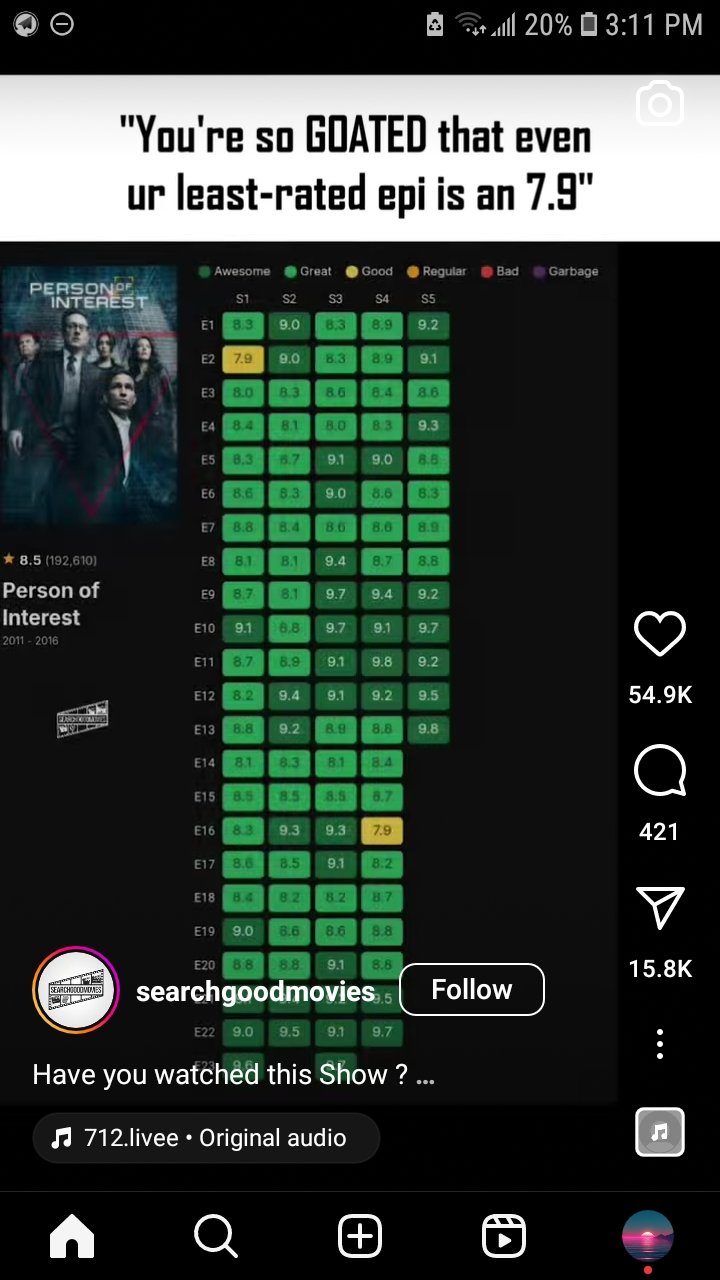 20% 3:11 PM
"You're so GOATED that even
ur least-rated epi is an 7.9"
Awesome Great Good Regular Bad Garbage
PERSON OF
INTEREST
S1 S2 S3 S4 S5
E1 8.3 9.0 8.3 8.9 9.2
E2 7.9 9.0 8.3 8.9 9.1
E3 8.0 8.3 8.6 8.4 8.6
E4 8.4 8.1 8.0 8.3 9.3
E5 8.3 8.7 9.1 9.0 8.8
E6 8.6 8.3 9.0 8.6 8.3
E7 8.8 8.4 8.6 8.6 8.9
E8 8.1 8.1 9.4 8.7 8.8
E9 8.7 8.1 9.7 9.4 9.2
E10 9.1 8.8 9.7 9.1 9.7
E11 8.7 8.9 9.1 9.8 9.2
E12 8.2 9.4 9.1 9.2 9.5
E13 8.8 9.2 8.9 8.8 9.8
E14 8.1 8.3 8.1 8.4
E15 8.5 8.5 8.5 8.7
E16 8.3 9.3 9.3 7.9
E17 8.6 8.5 9.1 8.2
E18 8.4 8.2 8.2 8.7
E19 9.0 8.6 8.6 8.8
E20 8.8 8.8 9.1 8.8
E22 9.0 9.5 9.1 9.7
8.5 (192,610)
Person of
Interest
2011 - 2016
SEARCHGOODMOVIES
54.9K
421
15.8K
SEARCHGOODMOVIES
searchgoodmovies
Follow
Have you watched this Show ? ...
712.livee • Original audio